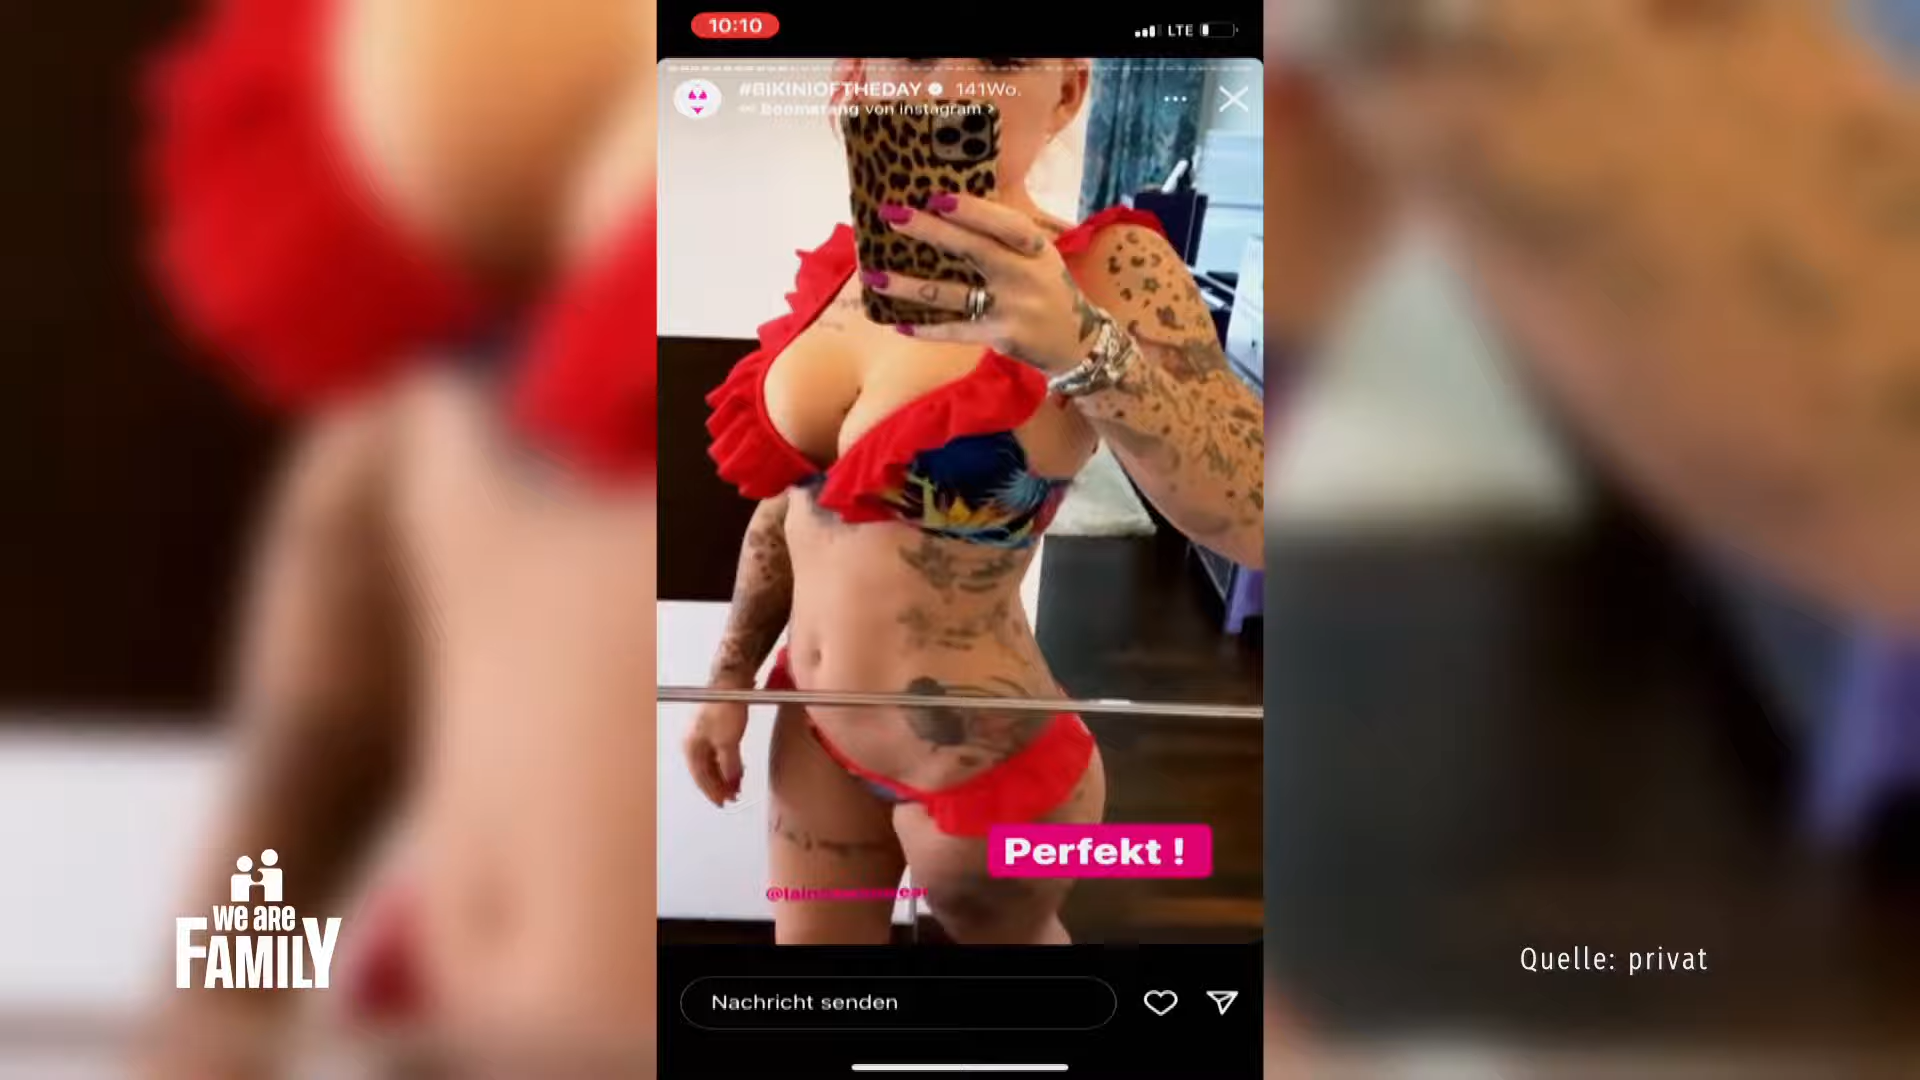 10:10
LTE
#BIKINIOFTHEDAY 141Wo.
Boomerang von Instagram >
Perfekt !
we are
FAMILY
Quelle: privat
Nachricht senden